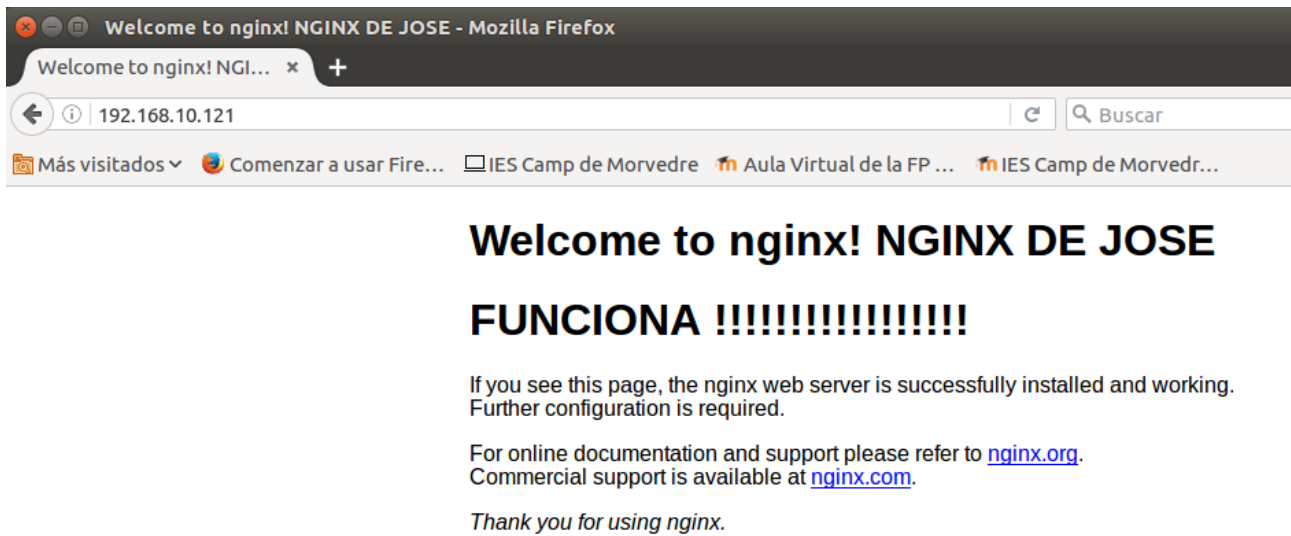 Welcome to nginx! NGINX DE JOSE - Mozilla Firefox
Welcome to nginx! NGI...
192.168.10.121
Buscar
Más visitados
Comenzar a usar Fire...
IES Camp de Morvedre
Aula Virtual de la FP ...
IES Camp de Morvedr...
Welcome to nginx! NGINX DE JOSE
FUNCIONA !!!!!!!!!!!!!!!!!
If you see this page, the nginx web server is successfully installed and working.
Further configuration is required.
For online documentation and support please refer to nginx.org.
Commercial support is available at nginx.com.
Thank you for using nginx.